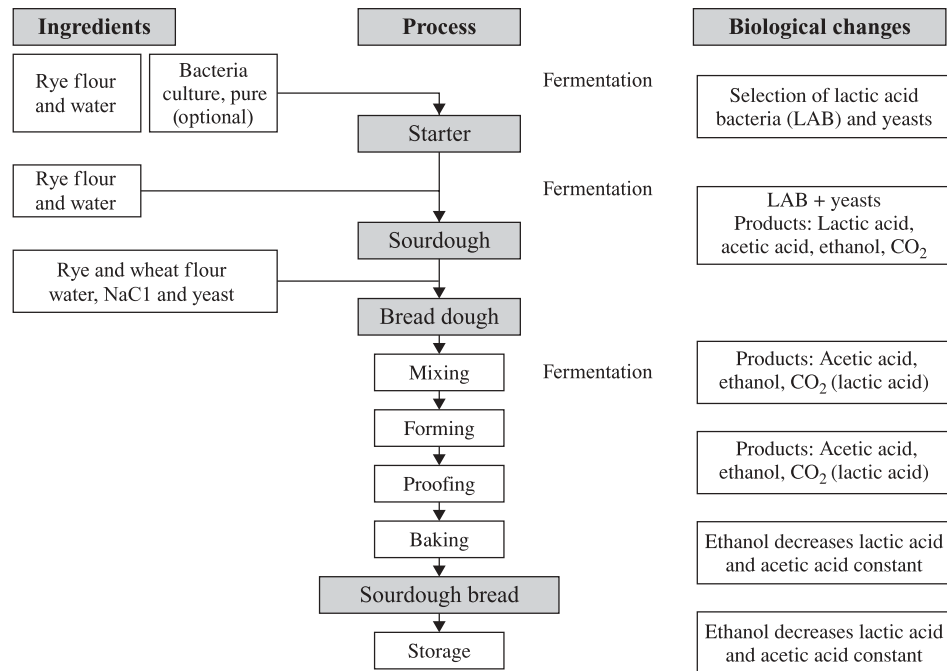 Ingredients
Process
Biological changes
Rye flour
and water
Bacteria
culture, pure
(optional)
Fermentation
Selection of lactic acid
bacteria (LAB) and yeasts
Starter
Rye flour
and water
Fermentation
LAB + yeasts
Products: Lactic acid,
acetic acid, ethanol, CO₂
Sourdough
Rye and wheat flour
water, NaC1 and yeast
Bread dough
Mixing
Fermentation
Products: Acetic acid,
ethanol, CO₂ (lactic acid)
Forming
Proofing
Products: Acetic acid,
ethanol, CO₂ (lactic acid)
Baking
Ethanol decreases lactic acid
and acetic acid constant
Sourdough bread
Storage
Ethanol decreases lactic acid
and acetic acid constant